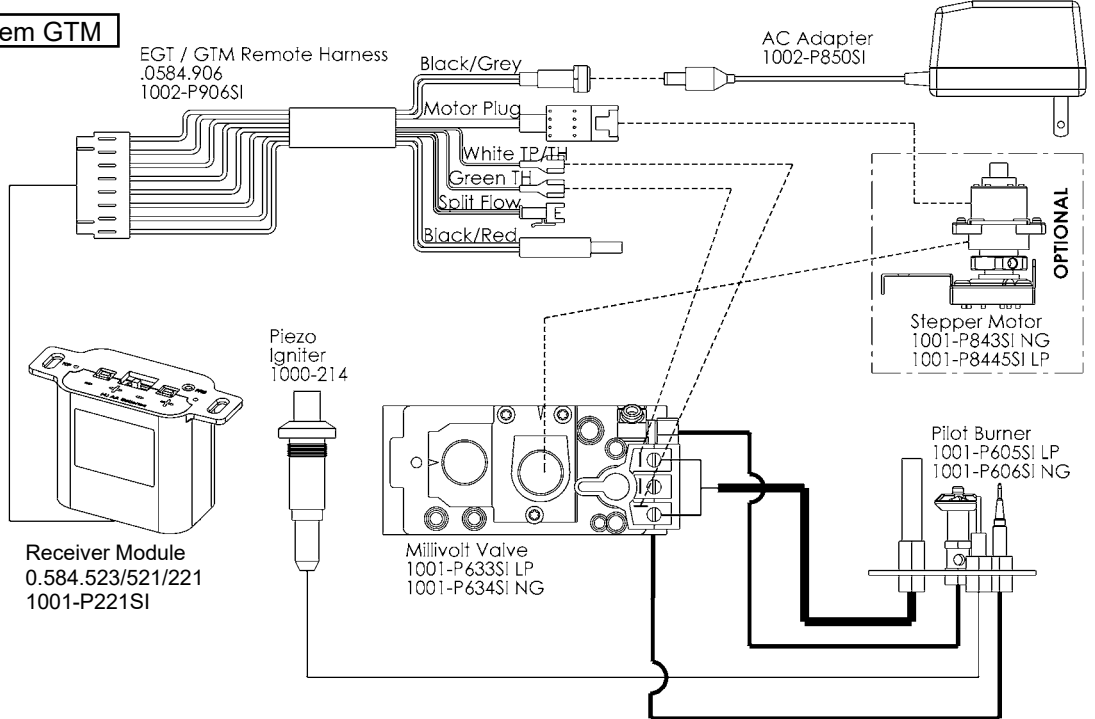 em GTM
EGT / GTM Remote Harness
.0584.906
1002-P906SI
Black/Grey
AC Adapter
1002-P850SI
Motor Plug
White TP/TH
Green TH
Split Flow
Black/Red
OPTIONAL
Stepper Motor
1001-P843SI NG
1001-P8445SI LP
Piezo
Igniter
1000-214
Pilot Burner
1001-P605SI LP
1001-P606SI NG
Receiver Module
0.584.523/521/221
1001-P221SI
Millivolt Valve
1001-P633SI LP
1001-P634SI NG